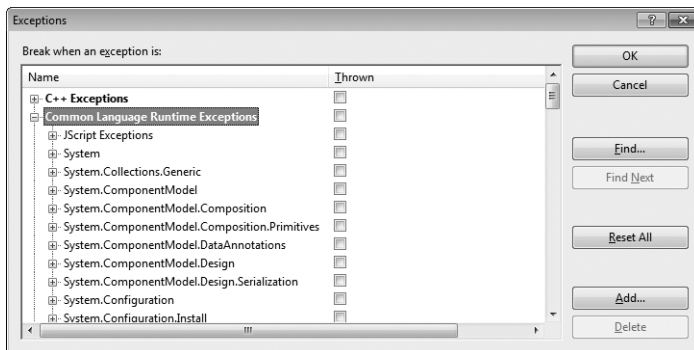 Exceptions
Break when an exception is:
Name Thrown
C++ Exceptions
Common Language Runtime Exceptions
JScript Exceptions
System
System.Collections.Generic
System.ComponentModel
System.ComponentModel.Composition
System.ComponentModel.Composition.Primitives
System.ComponentModel.DataAnnotations
System.ComponentModel.Design
System.ComponentModel.Design.Serialization
System.Configuration
System.Configuration.Install
OK
Cancel
Find...
Find Next
Reset All
Add...
Delete